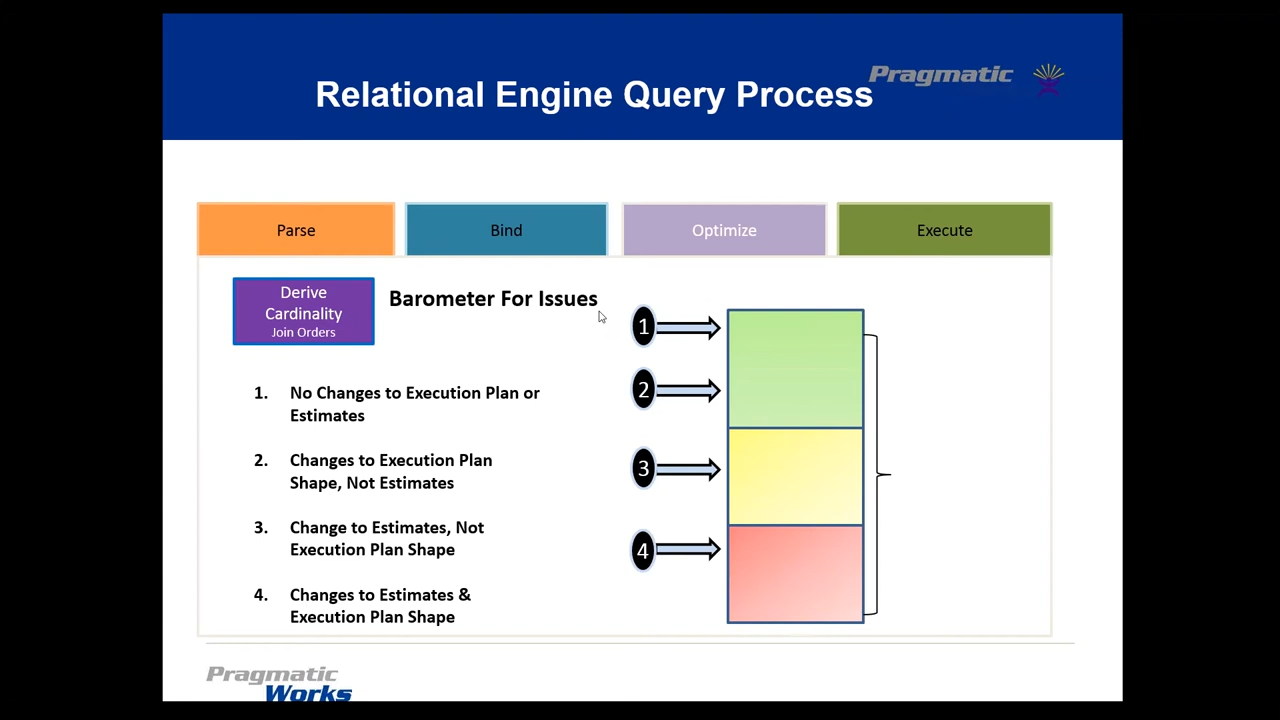 Relational Engine Query Process
Pragmatic
Parse
Bind
Optimize
Execute
Derive
Cardinality
Join Orders
Barometer For Issues
1. No Changes to Execution Plan or
Estimates
2. Changes to Execution Plan
Shape, Not Estimates
3. Change to Estimates, Not
Execution Plan Shape
4. Changes to Estimates &
Execution Plan Shape
1
2
3
4
Pragmatic
Works